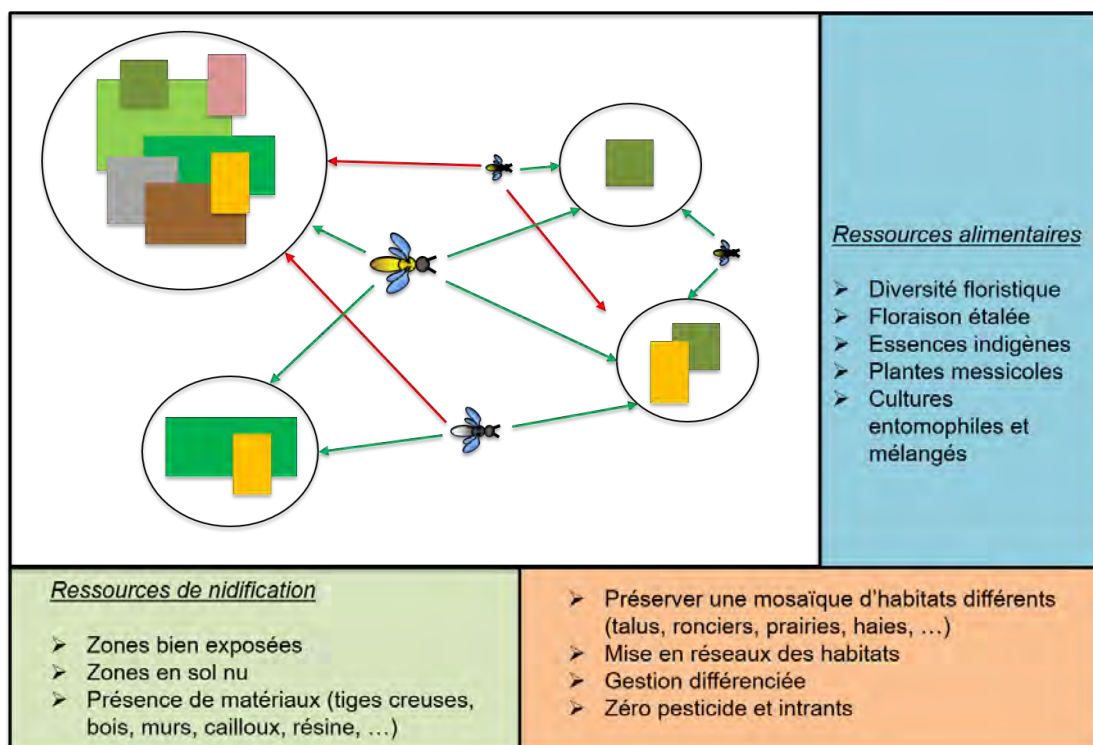 Ressources alimentaires
➢ Diversité floristique
➢ Floraison étalée
➢ Essences indigènes
➢ Plantes messicoles
➢ Cultures
entomophiles et
mélangés
Ressources de nidification
➢ Zones bien exposées
➢ Zones en sol nu
➢ Présence de matériaux (tiges creuses,
bois, murs, cailloux, résine, …)
➢ Préserver une mosaïque d’habitats différents
(talus, ronciers, prairies, haies, …)
➢ Mise en réseaux des habitats
➢ Gestion différenciée
➢ Zéro pesticide et intrants